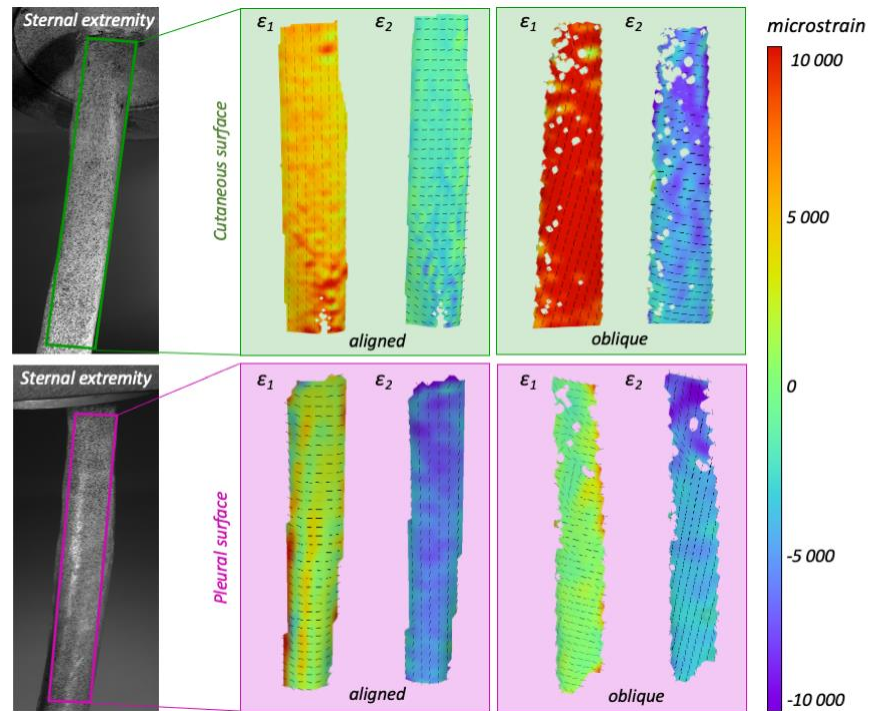 Sternal extremity
Cutaneous surface
ε1
ε2
aligned
ε1
ε2
oblique
microstrain
10 000
5 000
0
-5 000
-10 000
Sternal extremity
Pleural surface
ε1
ε2
aligned
ε1
ε2
oblique